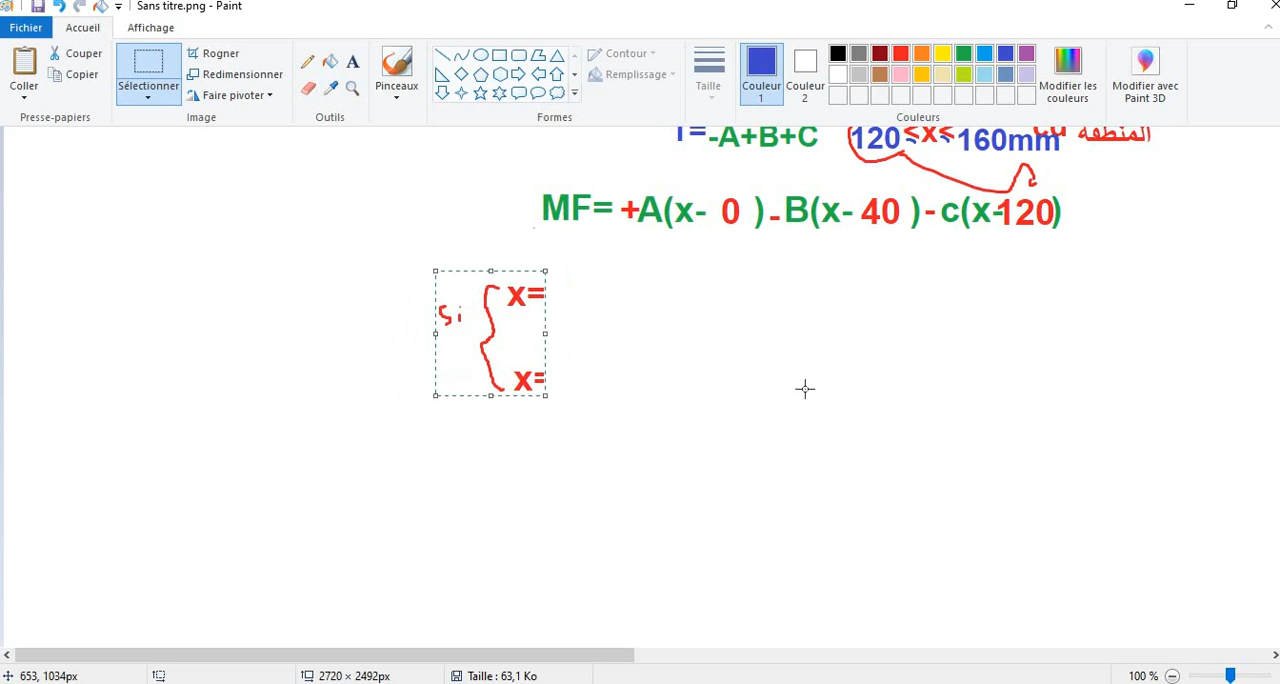 Sans titre.png - Paint
Fichier Accueil Affichage
Coller
Couper
Copier
Presse-papiers
Sélectionner
Rogner
Redimensionner
Faire pivoter
Image
A
Outils
Pinceaux
Contour
Remplissage
Formes
Taille
Couleur 1
Couleur 2
Couleurs
Modifier les couleurs
Modifier avec Paint 3D
T=-A+B+C 120<x<160mm cd المنطقة
MF= +A(x- 0 ) - B(x- 40 ) - c(x-120)
Si x=
x=
653, 1034px 2720 × 2492px Taille : 63,1 Ko 100 %